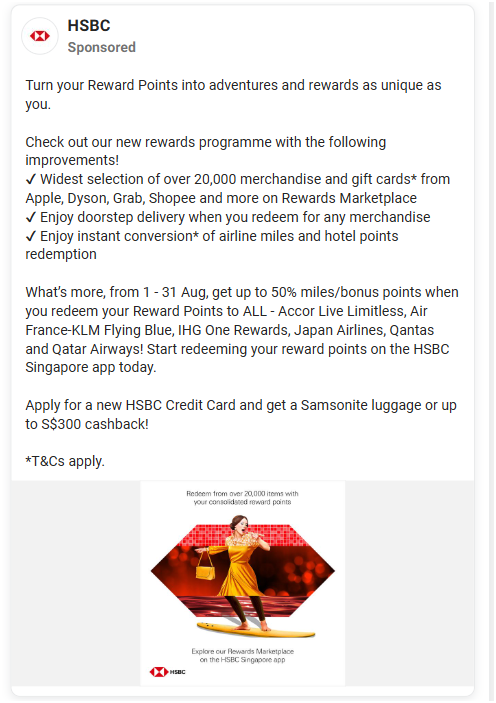 HSBC
Sponsored
Turn your Reward Points into adventures and rewards as unique as
you.
Check out our new rewards programme with the following
improvements!
✓ Widest selection of over 20,000 merchandise and gift cards* from
Apple, Dyson, Grab, Shopee and more on Rewards Marketplace
✓ Enjoy doorstep delivery when you redeem for any merchandise
✓ Enjoy instant conversion* of airline miles and hotel points
redemption
What's more, from 1 - 31 Aug, get up to 50% miles/bonus points when
you redeem your Reward Points to ALL - Accor Live Limitless, Air
France-KLM Flying Blue, IHG One Rewards, Japan Airlines, Qantas
and Qatar Airways! Start redeeming your reward points on the HSBC
Singapore app today.
Apply for a new HSBC Credit Card and get a Samsonite luggage or up
to S$300 cashback!
*T&Cs apply.
Redeem from over 20,000 items with
your consolidated reward points
Explore our Rewards Marketplace
on the HSBC Singapore app
HSBC